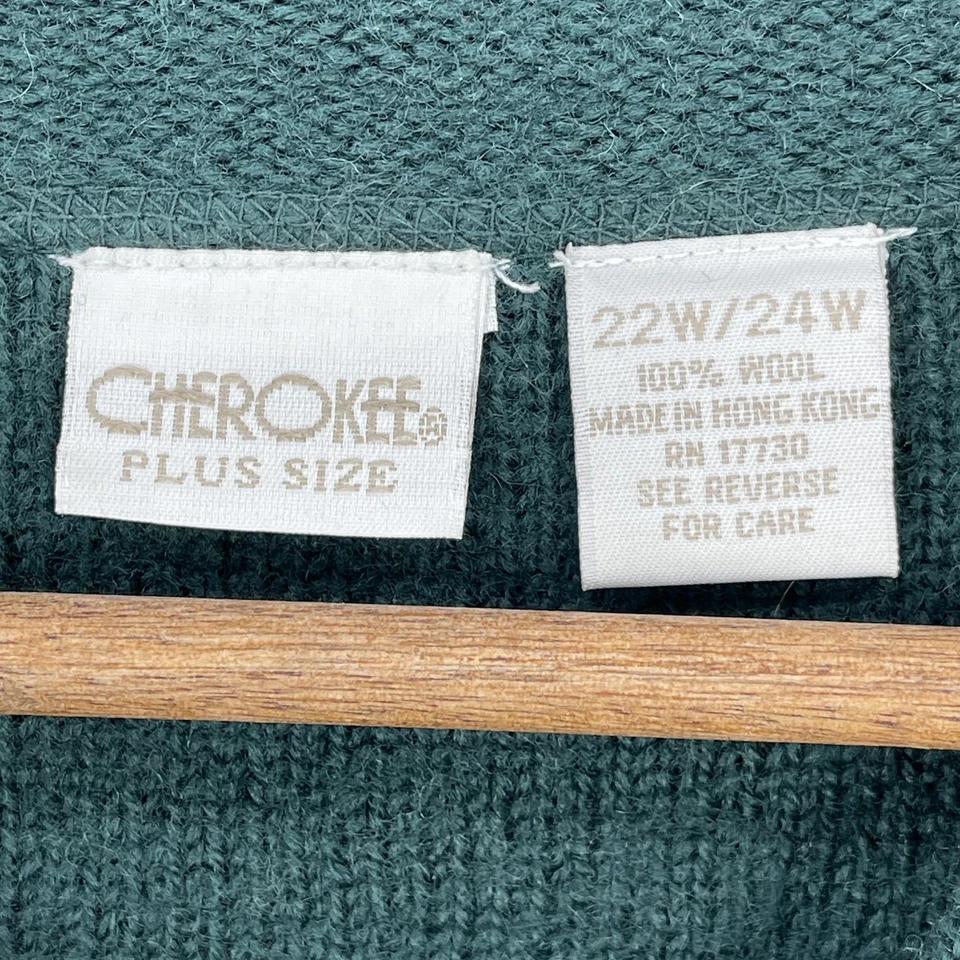 CHEROKEE®
PLUS SIZE
22W/24W
100% WOOL
MADE IN HONG KONG
RN 17730
SEE REVERSE
FOR CARE